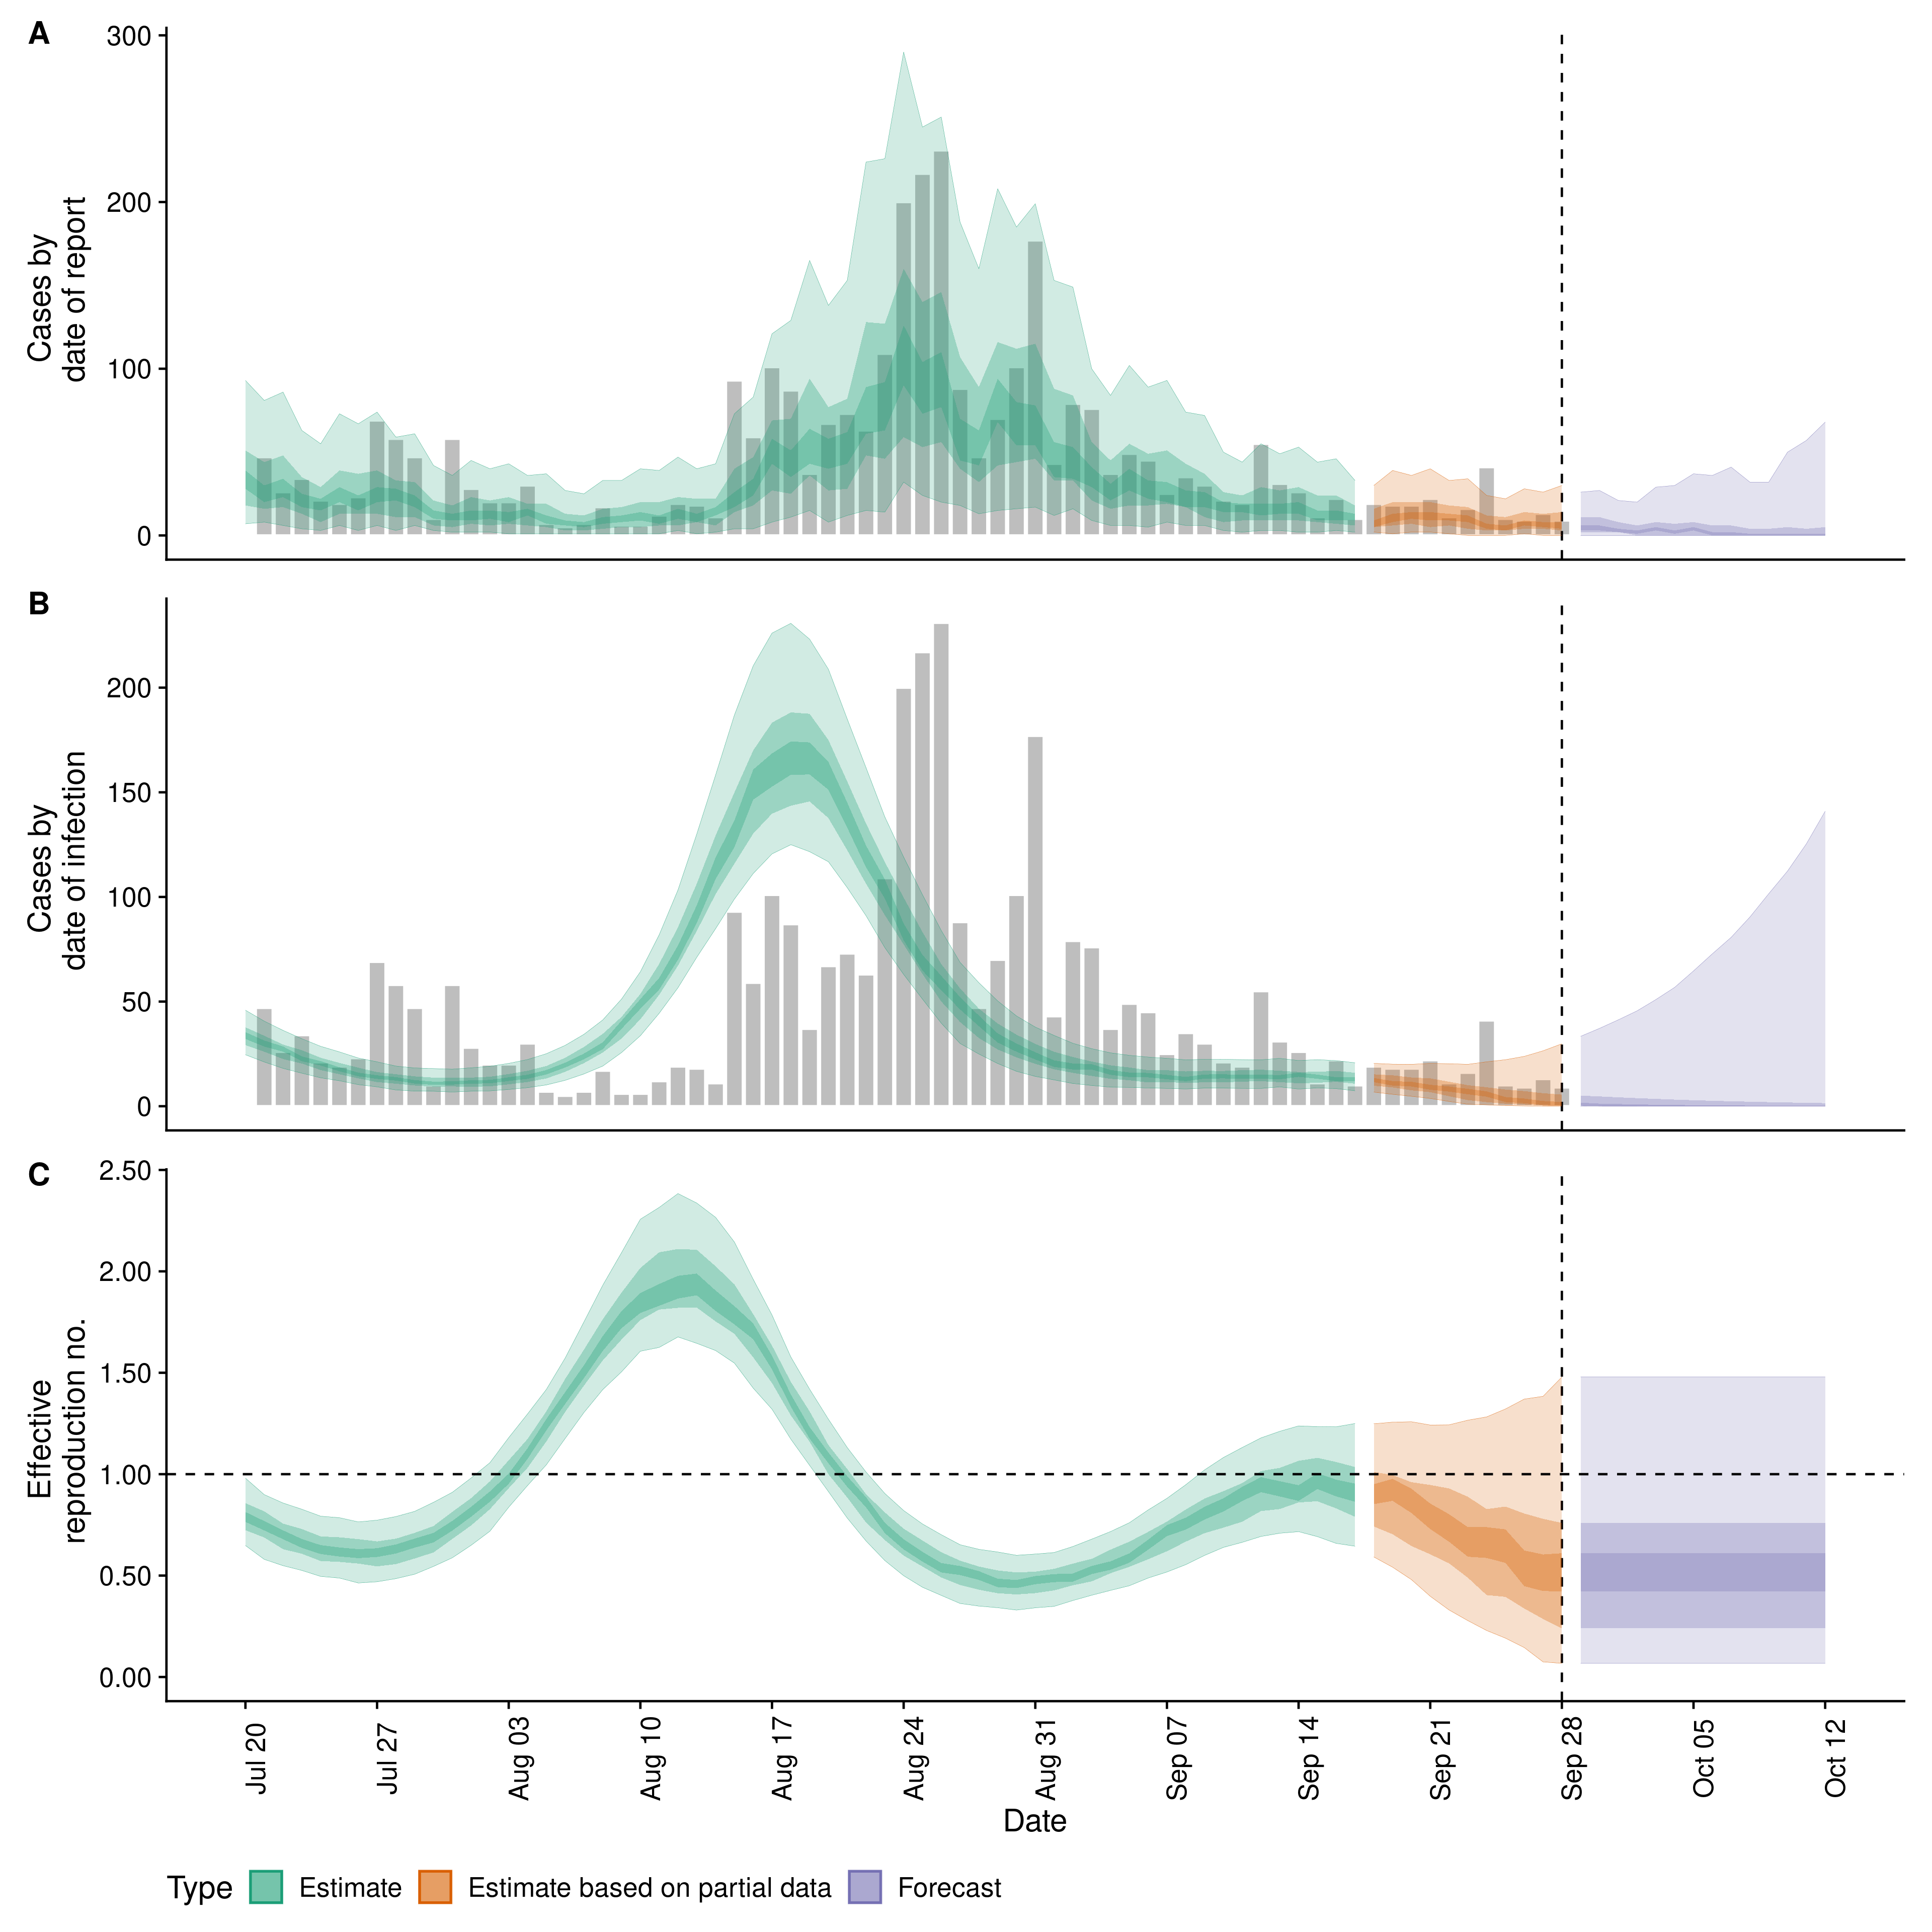 A
300
200
100
0
Cases by
date of report
B
200
150
100
50
0
Cases by
date of infection
C
2.50
2.00
1.50
1.00
0.50
0.00
Effective
reproduction no.
Jul 20
Jul 27
Aug 03
Aug 10
Aug 17
Aug 24
Aug 31
Sep 07
Sep 14
Sep 21
Sep 28
Oct 05
Oct 12
Date
Type Estimate Estimate based on partial data Forecast